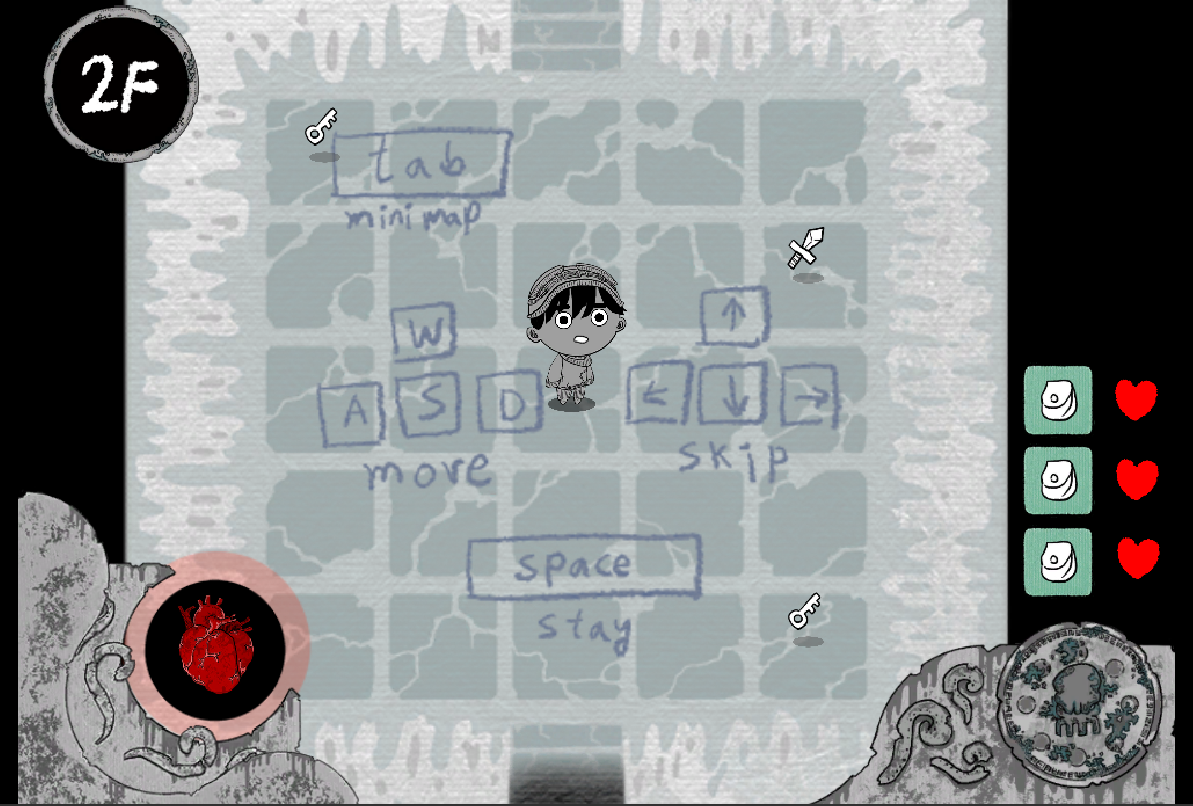 2F
tab
mini map
W
↑
A S D
← ↓ →
move
skip
space
stay